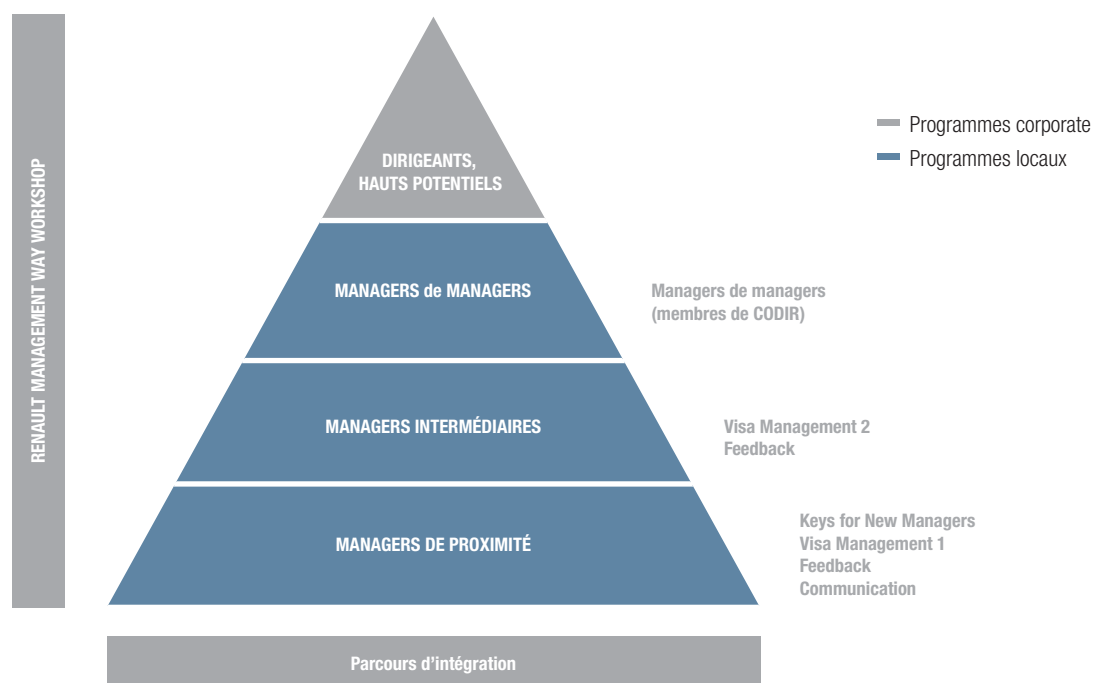 RENAULT MANAGEMENT WAY WORKSHOP
DIRIGEANTS,
HAUTS POTENTIELS
Programmes corporate
Programmes locaux
MANAGERS de MANAGERS
Managers de managers
(membres de CODIR)
MANAGERS INTERMÉDIAIRES
Visa Management 2
Feedback
MANAGERS DE PROXIMITÉ
Keys for New Managers
Visa Management 1
Feedback
Communication
Parcours d’intégration